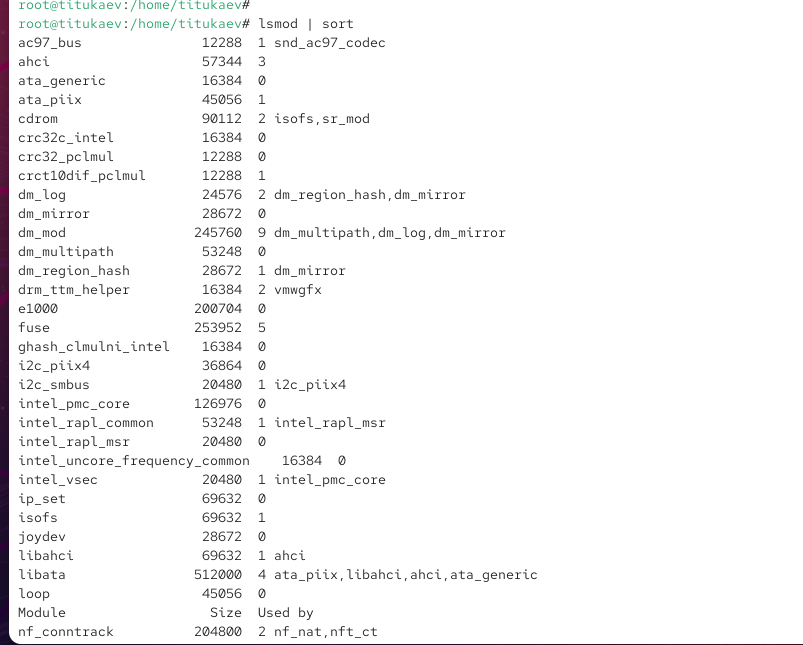 root@titukaev:/home/titukaev#
root@titukaev:/home/titukaev# lsmod | sort
ac97_bus 12288 1 snd_ac97_codec
ahci 57344 3
ata_generic 16384 0
ata_piix 45056 1
cdrom 90112 2 isofs,sr_mod
crc32c_intel 16384 0
crc32_pclmul 12288 0
crct10dif_pclmul 12288 1
dm_log 24576 2 dm_region_hash,dm_mirror
dm_mirror 28672 0
dm_mod 245760 9 dm_multipath,dm_log,dm_mirror
dm_multipath 53248 0
dm_region_hash 28672 1 dm_mirror
drm_ttm_helper 16384 2 vmwgfx
e1000 200704 0
fuse 253952 5
ghash_clmulni_intel 16384 0
i2c_piix4 36864 0
i2c_smbus 20480 1 i2c_piix4
intel_pmc_core 126976 0
intel_rapl_common 53248 1 intel_rapl_msr
intel_rapl_msr 20480 0
intel_uncore_frequency_common 16384 0
intel_vsec 20480 1 intel_pmc_core
ip_set 69632 0
isofs 69632 1
joydev 28672 0
libahci 69632 1 ahci
libata 512000 4 ata_piix,libahci,ahci,ata_generic
loop 45056 0
Module Size Used by
nf_conntrack 204800 2 nf_nat,nft_ct